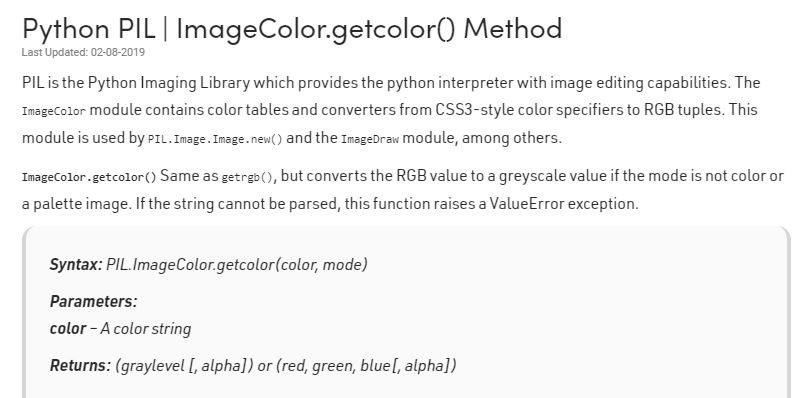 Python PIL | ImageColor.getcolor() Method
Last Updated: 02-08-2019
PIL is the Python Imaging Library which provides the python interpreter with image editing capabilities. The
ImageColor module contains color tables and converters from CSS3-style color specifiers to RGB tuples. This
module is used by PIL.Image.Image.new() and the ImageDraw module, among others.
ImageColor.getcolor() Same as getrgb(), but converts the RGB value to a greyscale value if the mode is not color or
a palette image. If the string cannot be parsed, this function raises a ValueError exception.
Syntax: PIL.ImageColor.getcolor(color, mode)
Parameters:
color – A color string
Returns: (graylevel [, alpha]) or (red, green, blue[, alpha])